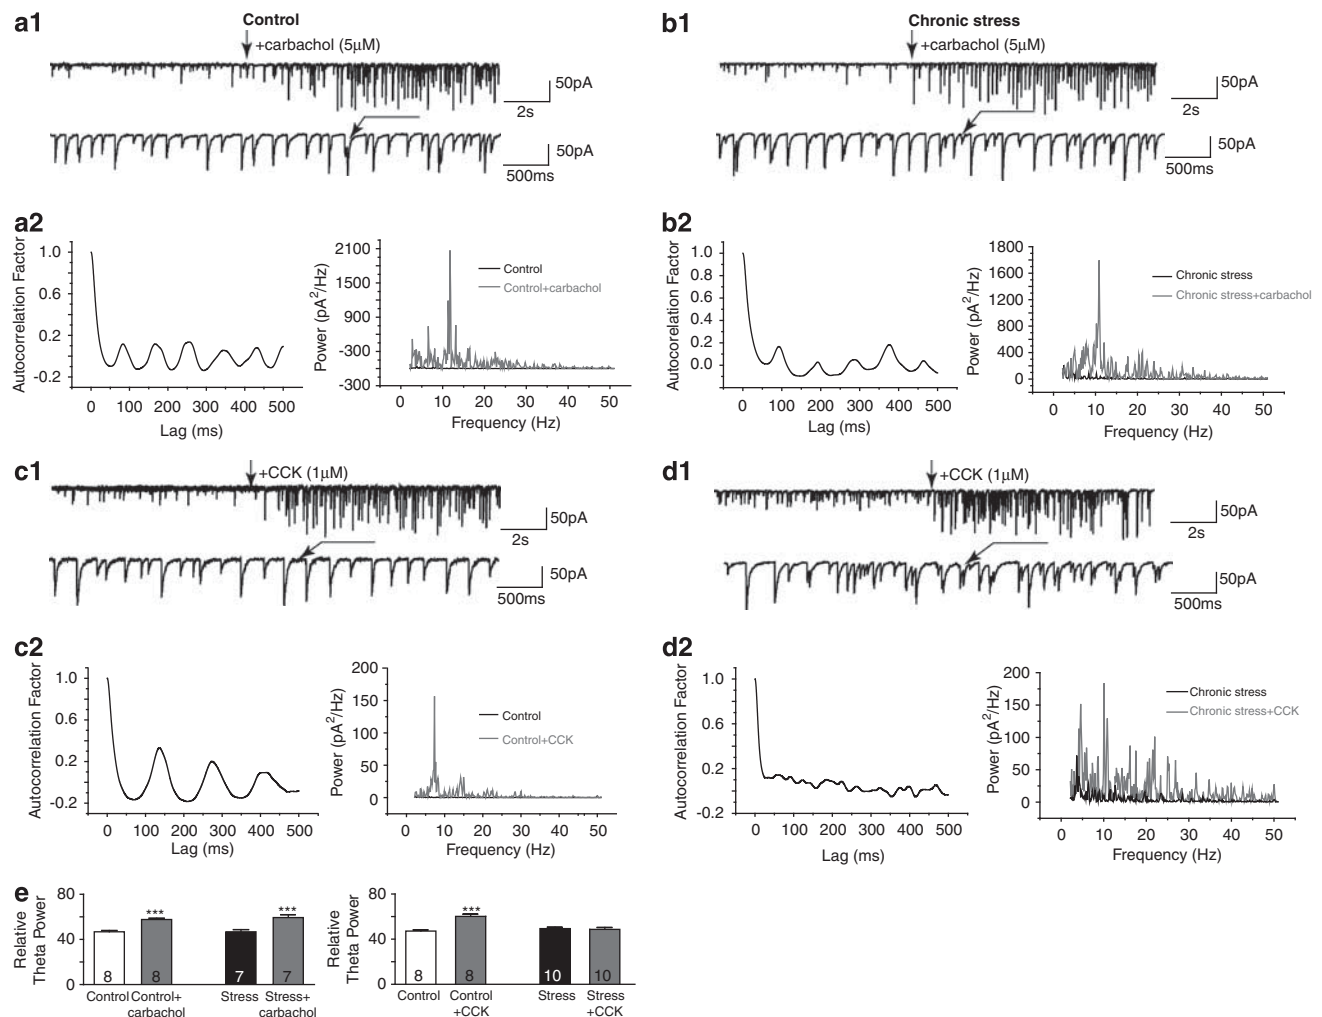 a1
Control
+carbachol (5μM)
50pA
2s
50pA
500ms
b1
Chronic stress
+carbachol (5μM)
50pA
2s
50pA
500ms
a2
Autocorrelation Factor
1.0
0.6
0.2
-0.2
0 100 200 300 400 500
Lag (ms)
Power (pA²/Hz)
2100
1500
900
-300
-300
0 10 20 30 40 50
Frequency (Hz)
Control
Control+carbachol
b2
Autocorrelation Factor
1.0
0.8
0.6
0.4
0.2
0.0
0 100 200 300 400 500
Lag (ms)
Power (pA²/Hz)
1800
1600
1200
800
400
0
0 10 20 30 40 50
Frequency (Hz)
Chronic stress
Chronic stress+carbachol
c1
+CCK (1μM)
50pA
2s
50pA
500ms
d1
+CCK (1μM)
50pA
2s
50pA
500ms
c2
Autocorrelation Factor
1.0
0.6
0.2
-0.2
0 100 200 300 400 500
Lag (ms)
Power (pA²/Hz)
200
150
100
50
0
0 10 20 30 40 50
Frequency (Hz)
Control
Control+CCK
d2
Autocorrelation Factor
1.0
0.6
0.2
-0.2
0 100 200 300 400 500
Lag (ms)
Power (pA²/Hz)
200
150
100
50
0
0 10 20 30 40 50
Frequency (Hz)
Chronic stress
Chronic stress+CCK
e
Relative
Theta Power
80
40
0
*** ***
8 8 7 7
Control Control+ Stress Stress+
carbachol carbachol
Relative
Theta Power
80
40
0
***
8 8 10 10
Control Control Stress Stress
+CCK +CCK